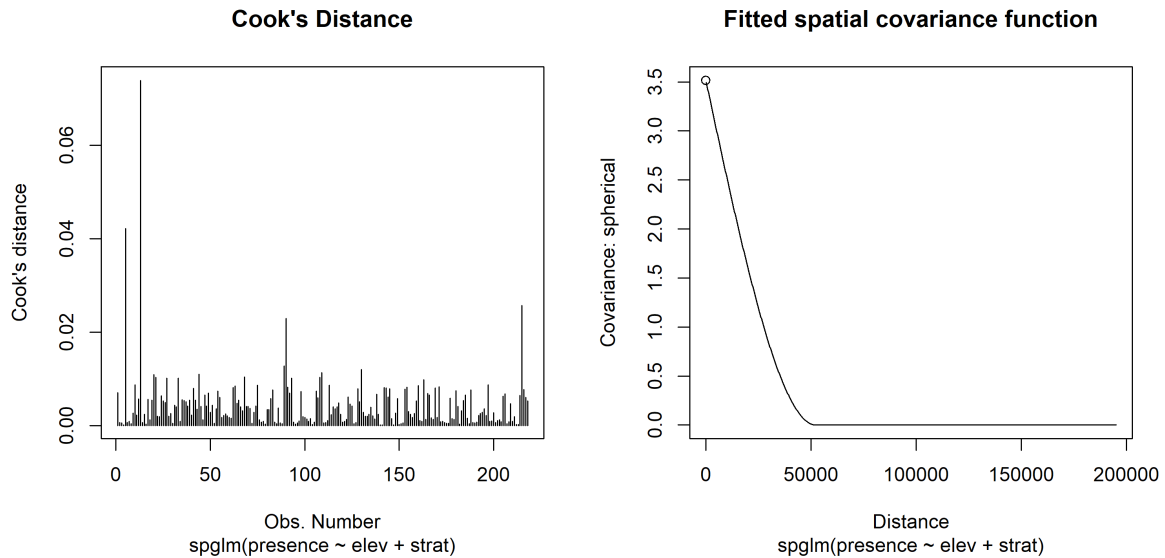 Cook's Distance
Cook's distance
0.06
0.04
0.02
0.00
0
50
100
150
200
Obs. Number
spglm(presence ~ elev + strat)
Fitted spatial covariance function
Covariance: spherical
3.5
3.0
2.5
2.0
1.5
1.0
0.5
0.0
0
50000
100000
150000
200000
Distance
spglm(presence ~ elev + strat)